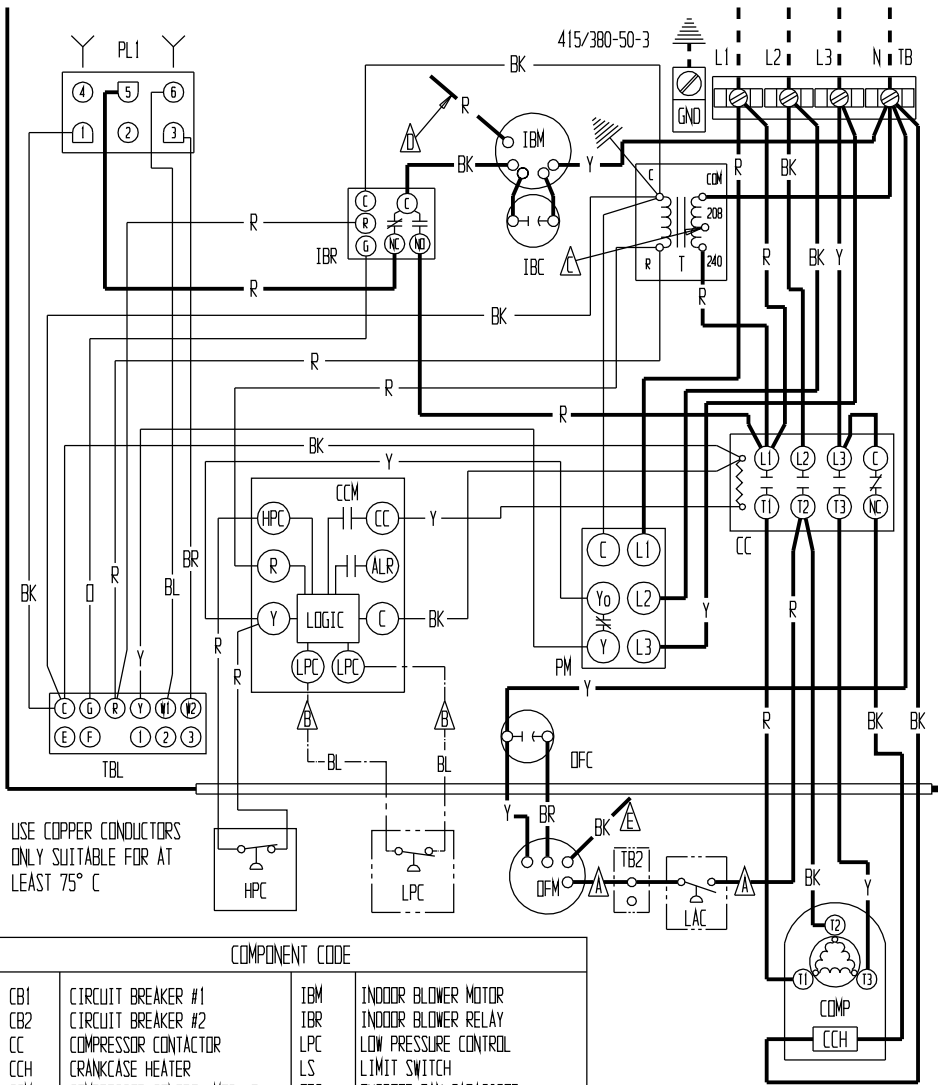 415/380-50-3
PL1
L1 L2 L3 N TB
BK
4 5 6
1 2 3
R
D
IBM
GND
BK
Y
R
BK
C
COM
C
C
R
G
NC NO
IBR
R
IBC
C
208
240
R
T
R
BK
Y
R
R
BK
R
R
R
BK
Y
L1 L2 L3 C
T1 T2 T3 NC
CC
CCM
HPC
CC
Y
R
ALR
Y
LOGIC
C
BK
LPC LPC
C L1
Yo L2
Y L3
PM
BK
O
R
Y
BL
BR
R
R
Y
R
Y
C G R Y W1 W2
E F 1 2 3
TBL
B
B
BL
BL
R
BK
BK
OFC
USE COPPER CONDUCTORS
ONLY SUITABLE FOR AT
LEAST 75° C
HPC
LPC
Y
BR
BK
E
OFM
A
TB2
LAC
A
BK
Y
T2
T1 T3
COMP
CCH
COMPONENT CODE
CB1 CIRCUIT BREAKER #1 IBM INDOOR BLOWER MOTOR
CB2 CIRCUIT BREAKER #2 IBR INDOOR BLOWER RELAY
CC COMPRESSOR CONTACTOR LPC LOW PRESSURE CONTROL
CCH CRANKCASE HEATER LS LIMIT SWITCH